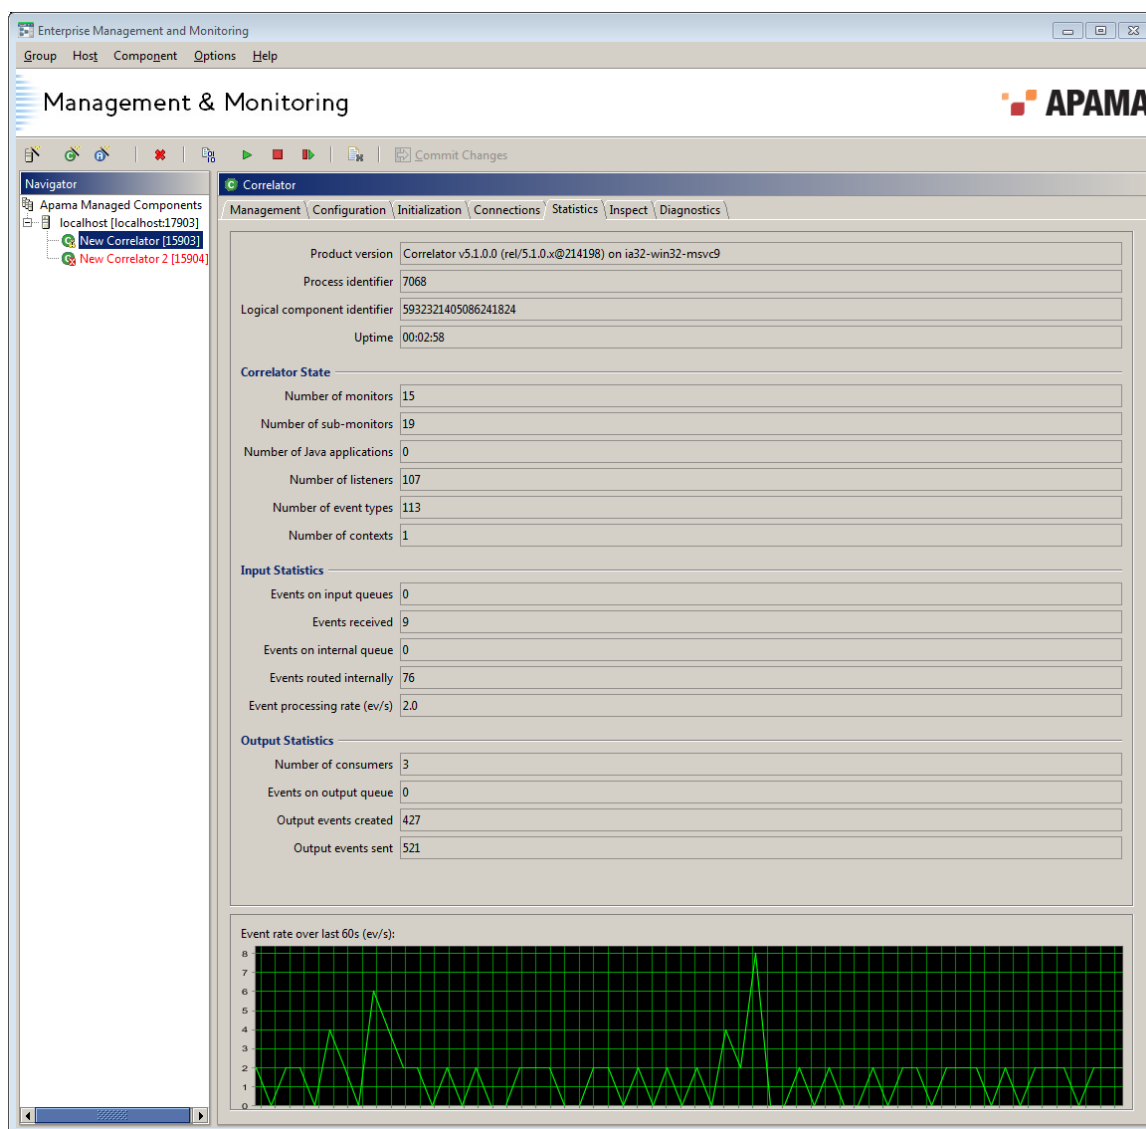 Enterprise Management and Monitoring
Group Host Component Options Help
Management & Monitoring
APAMA
Commit Changes
Navigator
Apama Managed Components
localhost [localhost:17903]
New Correlator [15903]
New Correlator 2 [15904]
Correlator
Management Configuration Initialization Connections Statistics Inspect Diagnostics
Product version Correlator v5.1.0.0 (rel/5.1.0.x@214198) on ia32-win32-msvc9
Process identifier 7068
Logical component identifier 5932321405086241824
Uptime 00:02:58
Correlator State
Number of monitors 15
Number of sub-monitors 19
Number of Java applications 0
Number of listeners 107
Number of event types 113
Number of contexts 1
Input Statistics
Events on input queues 0
Events received 9
Events on internal queue 0
Events routed internally 76
Event processing rate (ev/s) 2.0
Output Statistics
Number of consumers 3
Events on output queue 0
Output events created 427
Output events sent 521
Event rate over last 60s (ev/s):
8
7
6
5
4
3
2
1
0